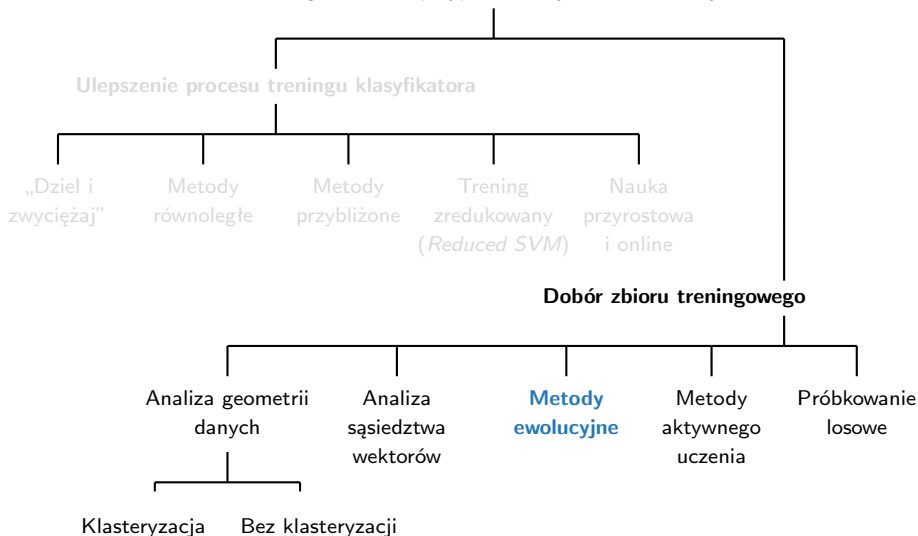 Ulepszenie procesu treningu klasyfikatora
„Dziel i
zwyciężaj”
Metody
równoległe
Metody
przybliżone
Trening
zredukowany
(Reduced SVM)
Nauka
przyrostowa
i online
Dobór zbioru treningowego
Analiza geometrii
danych
Analiza
sąsiedztwa
wektorów
Metody
ewolucyjne
Metody
aktywnego
uczenia
Próbkowanie
losowe
Klasteryzacja
Bez klasteryzacji